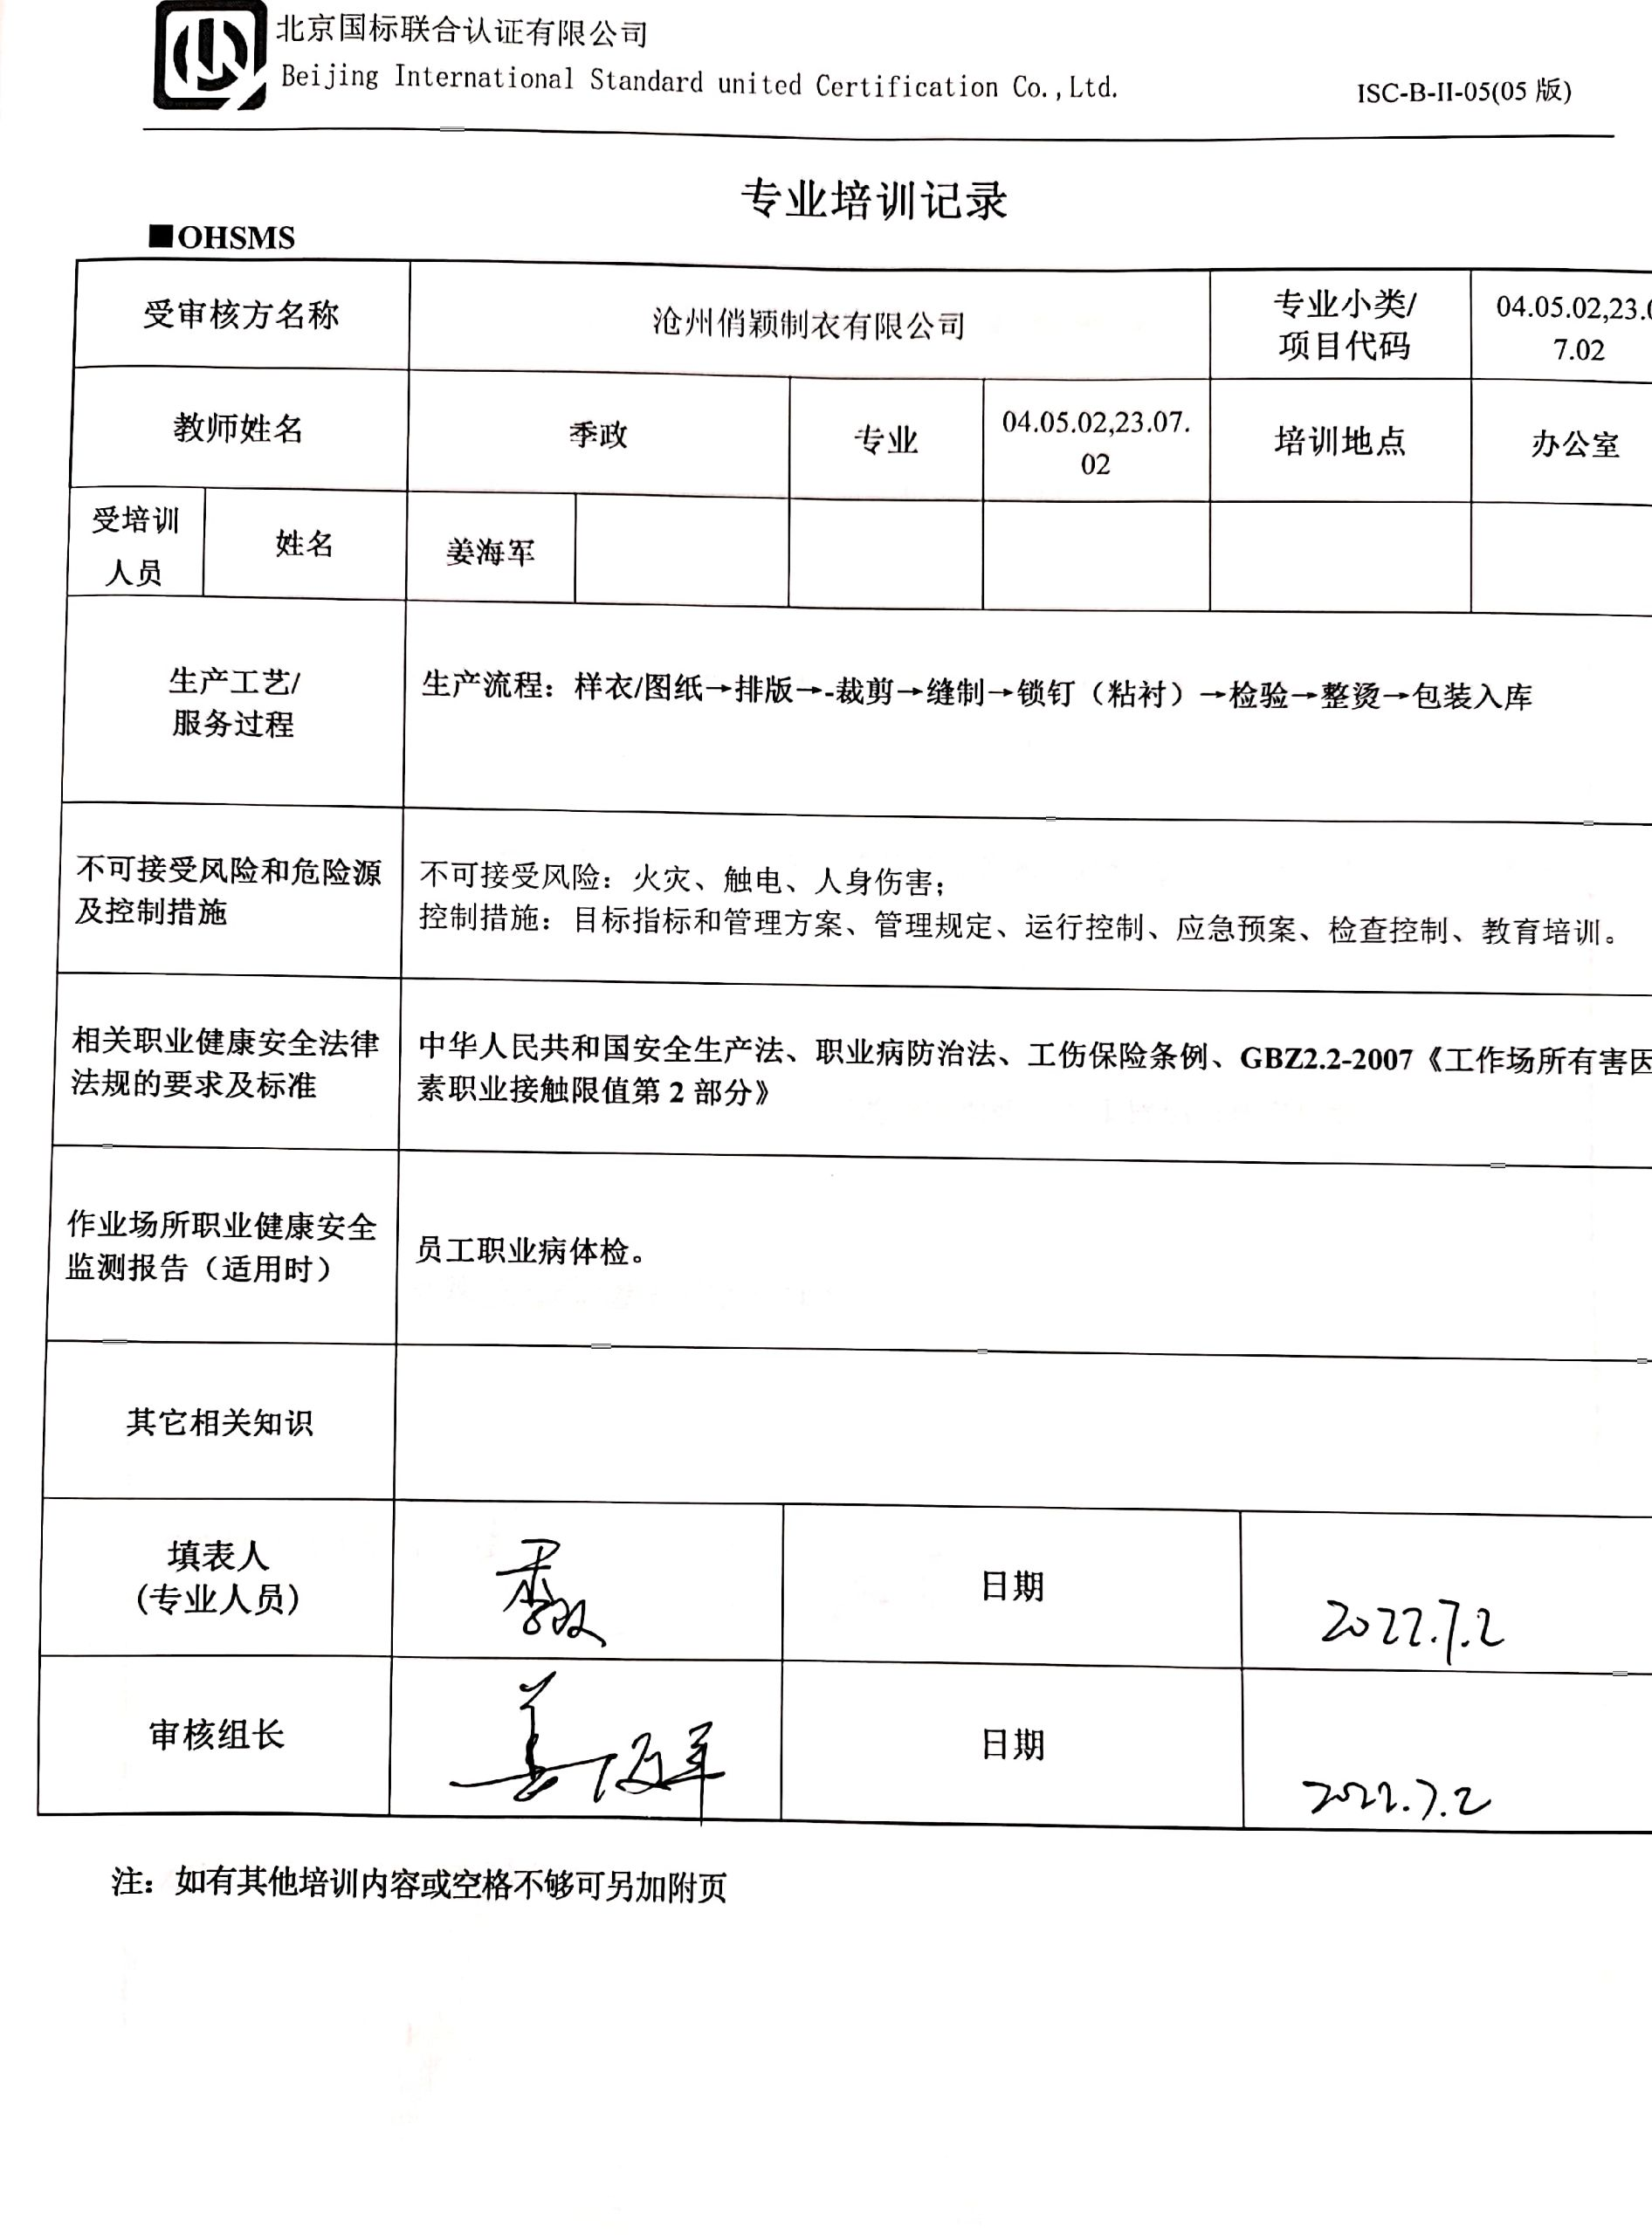 北京国标联合认证有限公司
Beijing International Standard united Certification Co.,Ltd.
ISC-B-II-05(05 版)
专业培训记录
■OHSMS
受审核方名称
沧州俏颖制衣有限公司
专业小类/
项目代码
04.05.02,23.0
7.02
教师姓名
季政
专业
04.05.02,23.07.
02
培训地点
办公室
受培训
人员
姓名
姜海军
生产工艺/
服务过程
生产流程：样衣/图纸→排版→-裁剪→缝制→锁钉（粘衬）→检验→整烫→包装入库
不可接受风险和危险源
及控制措施
不可接受风险：火灾、触电、人身伤害；
控制措施：目标指标和管理方案、管理规定、运行控制、应急预案、检查控制、教育培训。
相关职业健康安全法律
法规的要求及标准
中华人民共和国安全生产法、职业病防治法、工伤保险条例、GBZ2.2-2007《工作场所有害因
素职业接触限值第 2 部分》
作业场所职业健康安全
监测报告（适用时）
员工职业病体检。
其它相关知识
填表人
(专业人员)
季政
日期
2022.7.2
审核组长
姜海军
日期
2022.7.2
注：如有其他培训内容或空格不够可另加附页